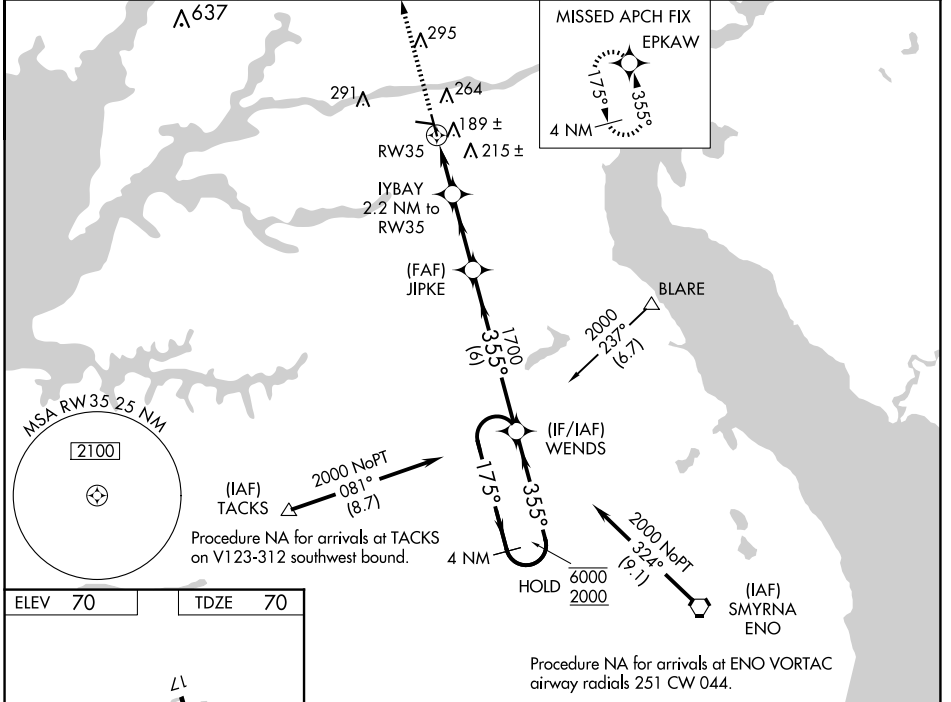 637
295
291
264
189 ±
RW35
215 ±
MISSED APCH FIX
EPKAW
175°
355°
4 NM
IYBAY
2.2 NM to
RW35
(FAF)
JIPKE
BLARE
2000
237°
(6.7)
1700
355°
(6)
MSA RW35 25 NM
2100
(IF/IAF)
WENDS
(IAF)
TACKS
2000 NoPT
081°
(8.7)
175°
355°
Procedure NA for arrivals at TACKS
on V123-312 southwest bound.
4 NM
HOLD
6000
2000
2000 NoPT
324°
(9.1)
(IAF)
SMYRNA
ENO
ELEV 70
TDZE 70
Procedure NA for arrivals at ENO VORTAC
airway radials 251 CW 044.
17